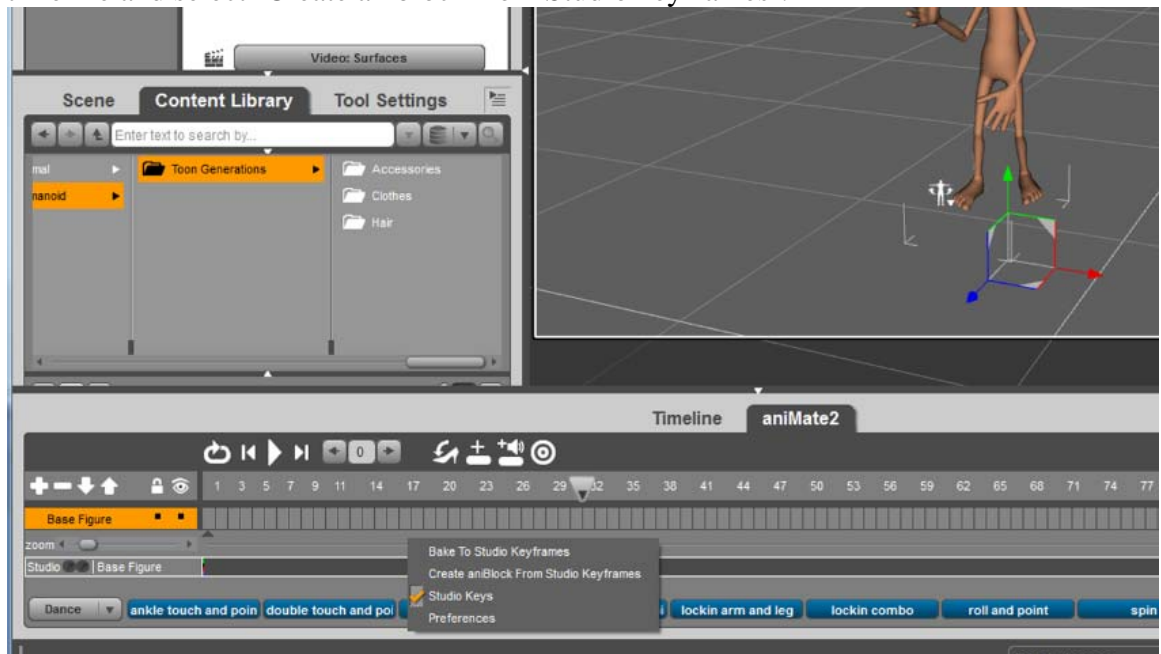 Video: Surfaces
Scene Content Library Tool Settings
Enter text to search by...
mal Toon Generations Accessories
nanoid Clothes
Hair
Timeline aniMate2
0
1 3 5 7 9 11 14 17 20 23 26 29 32 35 38 41 44 47 50 53 56 59 62 65 68 71 74 77
Base Figure
zoom
Studio Base Figure
Bake To Studio Keyframes
Create aniBlock From Studio Keyframes
Studio Keys
Preferences
Dance ankle touch and poin double touch and poi lockin arm and leg lockin combo roll and point spin